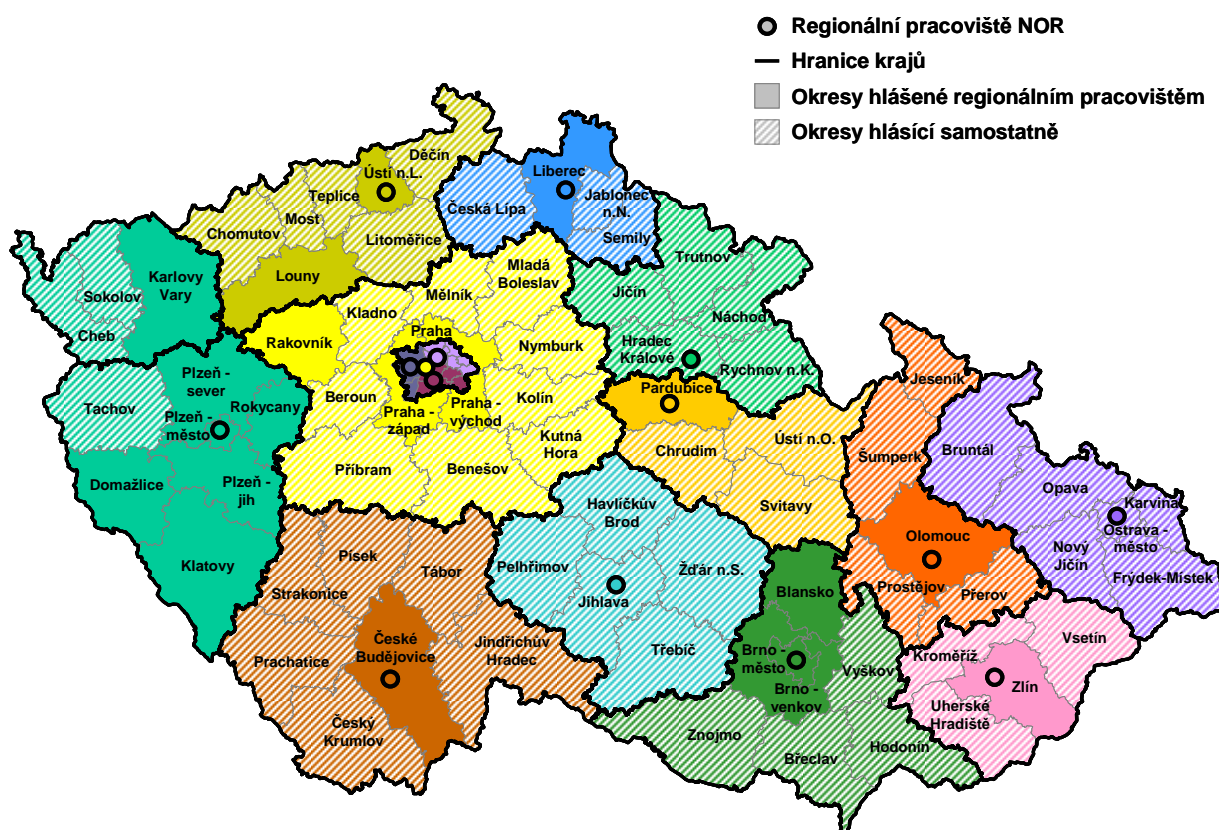 Regionální pracoviště NOR
Hranice krajů
Okresy hlášené regionálním pracovištěm
Okresy hlásící samostatně
Děčín
Ústí n.L.
Teplice
Most
Chomutov
Litoměřice
Louny
Liberec
Česká Lípa
Jablonec
n.N.
Semily
Karlovy
Vary
Sokolov
Cheb
Trutnov
Jičín
Náchod
Hradec
Králové
Rychnov n.K.
Mladá
Boleslav
Mělník
Kladno
Rakovník
Praha
Nymburk
Beroun
Praha -
západ
Praha -
východ
Kolín
Kutná
Hora
Příbram
Benešov
Plzeň -
sever
Rokycany
Tachov
Plzeň -
město
Domažlice
Plzeň -
jih
Klatovy
Pardubice
Chrudim
Ústí n.O.
Svitavy
Jeseník
Šumperk
Olomouc
Prostějov
Přerov
Bruntál
Opava
Karviná
Ostrava -
město
Nový
Jičín
Frýdek-Místek
Havlíčkův
Brod
Pelhřimov
Jihlava
Žďár n.S.
Třebíč
Písek
Tábor
Strakonice
Prachatice
České
Budějovice
Jindřichův
Hradec
Český
Krumlov
Blansko
Brno -
město
Brno -
venkov
Vyškov
Znojmo
Břeclav
Hodonín
Kroměříž
Vsetín
Zlín
Uherské
Hradiště